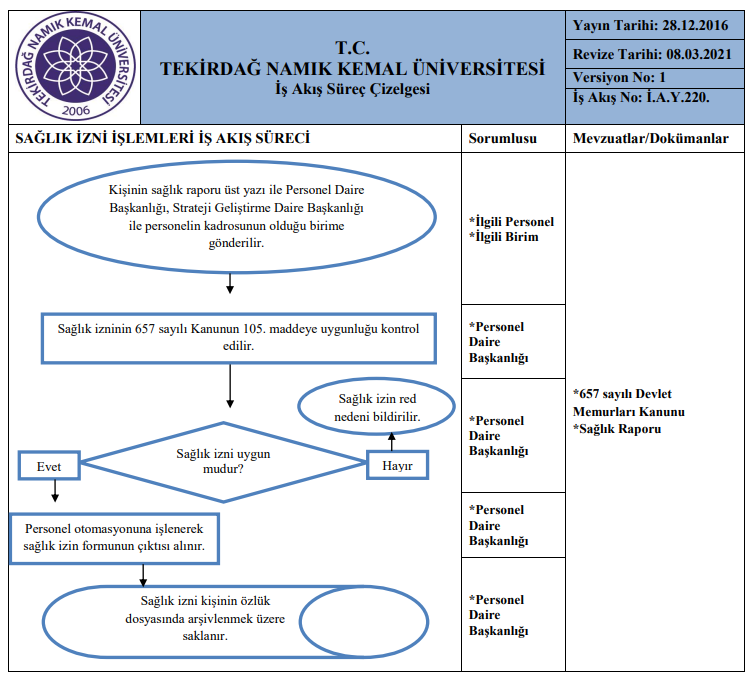 TEKİRDAĞ NAMIK KEMAL ÜNİVERSİTESİ
2006
T.C.
TEKİRDAĞ NAMIK KEMAL ÜNİVERSİTESİ
İş Akış Süreç Çizelgesi
Yayın Tarihi: 28.12.2016
Revize Tarihi: 08.03.2021
Versiyon No: 1
İş Akış No: İ.A.Y.220.
SAĞLIK İZNİ İŞLEMLERİ İŞ AKIŞ SÜRECİ
Sorumlusu
Mevzuatlar/Dokümanlar
Kişinin sağlık raporu üst yazı ile Personel Daire
Başkanlığı, Strateji Geliştirme Daire Başkanlığı
ile personelin kadrosunun olduğu birime
gönderilir.
*İlgili Personel
*İlgili Birim
Sağlık izninin 657 sayılı Kanunun 105. maddeye uygunluğu kontrol
edilir.
*Personel
Daire
Başkanlığı
Sağlık izin red
nedeni bildirilir.
Sağlık izni uygun
mudur?
Evet
Hayır
*Personel
Daire
Başkanlığı
*657 sayılı Devlet
Memurları Kanunu
*Sağlık Raporu
Personel otomasyonuna işlenerek
sağlık izin formunun çıktısı alınır.
*Personel
Daire
Başkanlığı
Sağlık izni kişinin özlük
dosyasında arşivlenmek üzere
saklanır.
*Personel
Daire
Başkanlığı